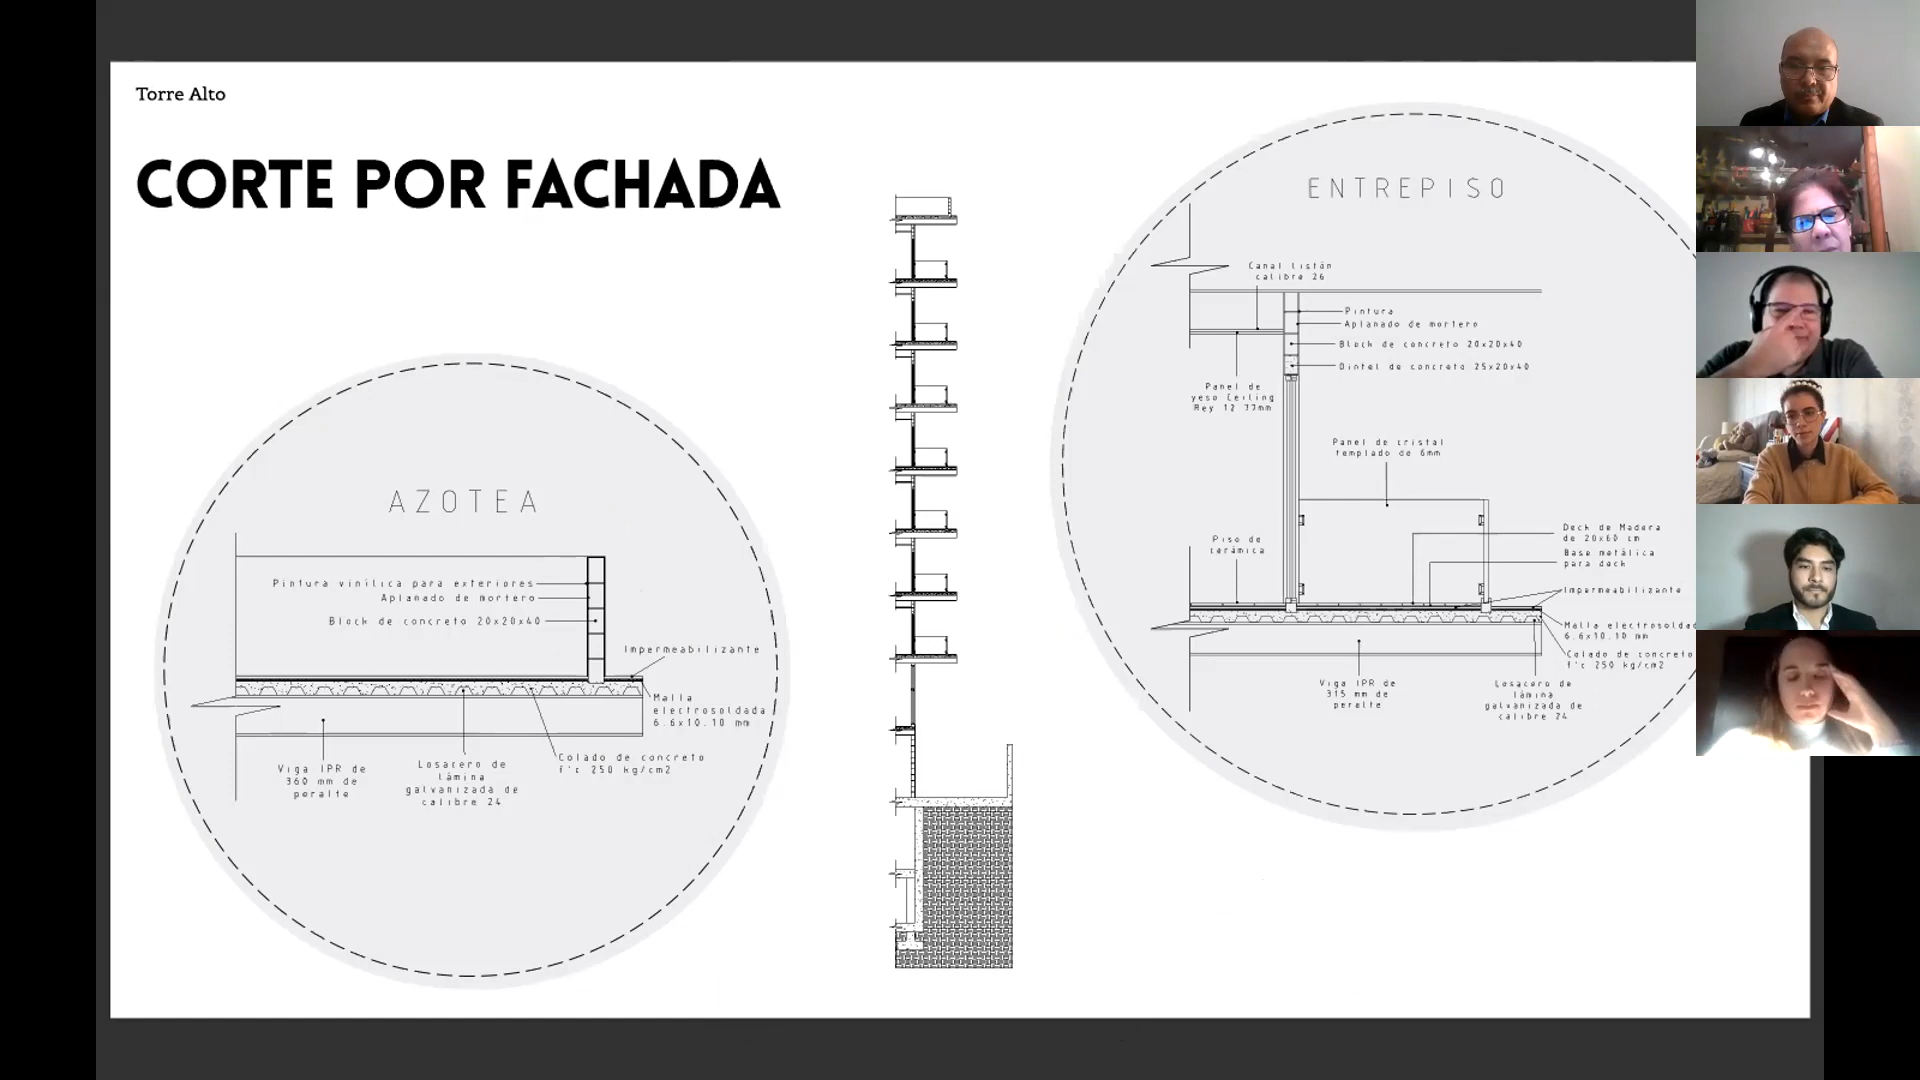 Torre Alto
CORTE POR FACHADA
AZOTEA
Pintura vinílica para exteriores
Aplanado de mortero
Block de concreto 20x20x40
Impermeabilizante
Malla
electrosoldada
6.6x10.10 mm
Colado de concreto
f'c 250 kg/cm2
Losacero de
lámina
galvanizada de
calibre 24
Viga IPR de
360 mm de
peralte
ENTREPISO
Canal listón
calibre 26
Pintura
Aplanado de mortero
Block de concreto 20x20x40
Dintel de concreto 25x20x40
Panel de
yeso Ceiling
Rey 12.77mm
Panel de cristal
templado de 6mm
Piso de
cerámica
Deck de Madera
de 20x60 cm
Base metálica
para deck
Impermeabilizante
Malla electrosoldad
6.6x10.10 mm
Colado de concreto
f'c 250 kg/cm2
Viga IPR de
315 mm de
peralte
Losacero de
lámina
galvanizada de
calibre 24